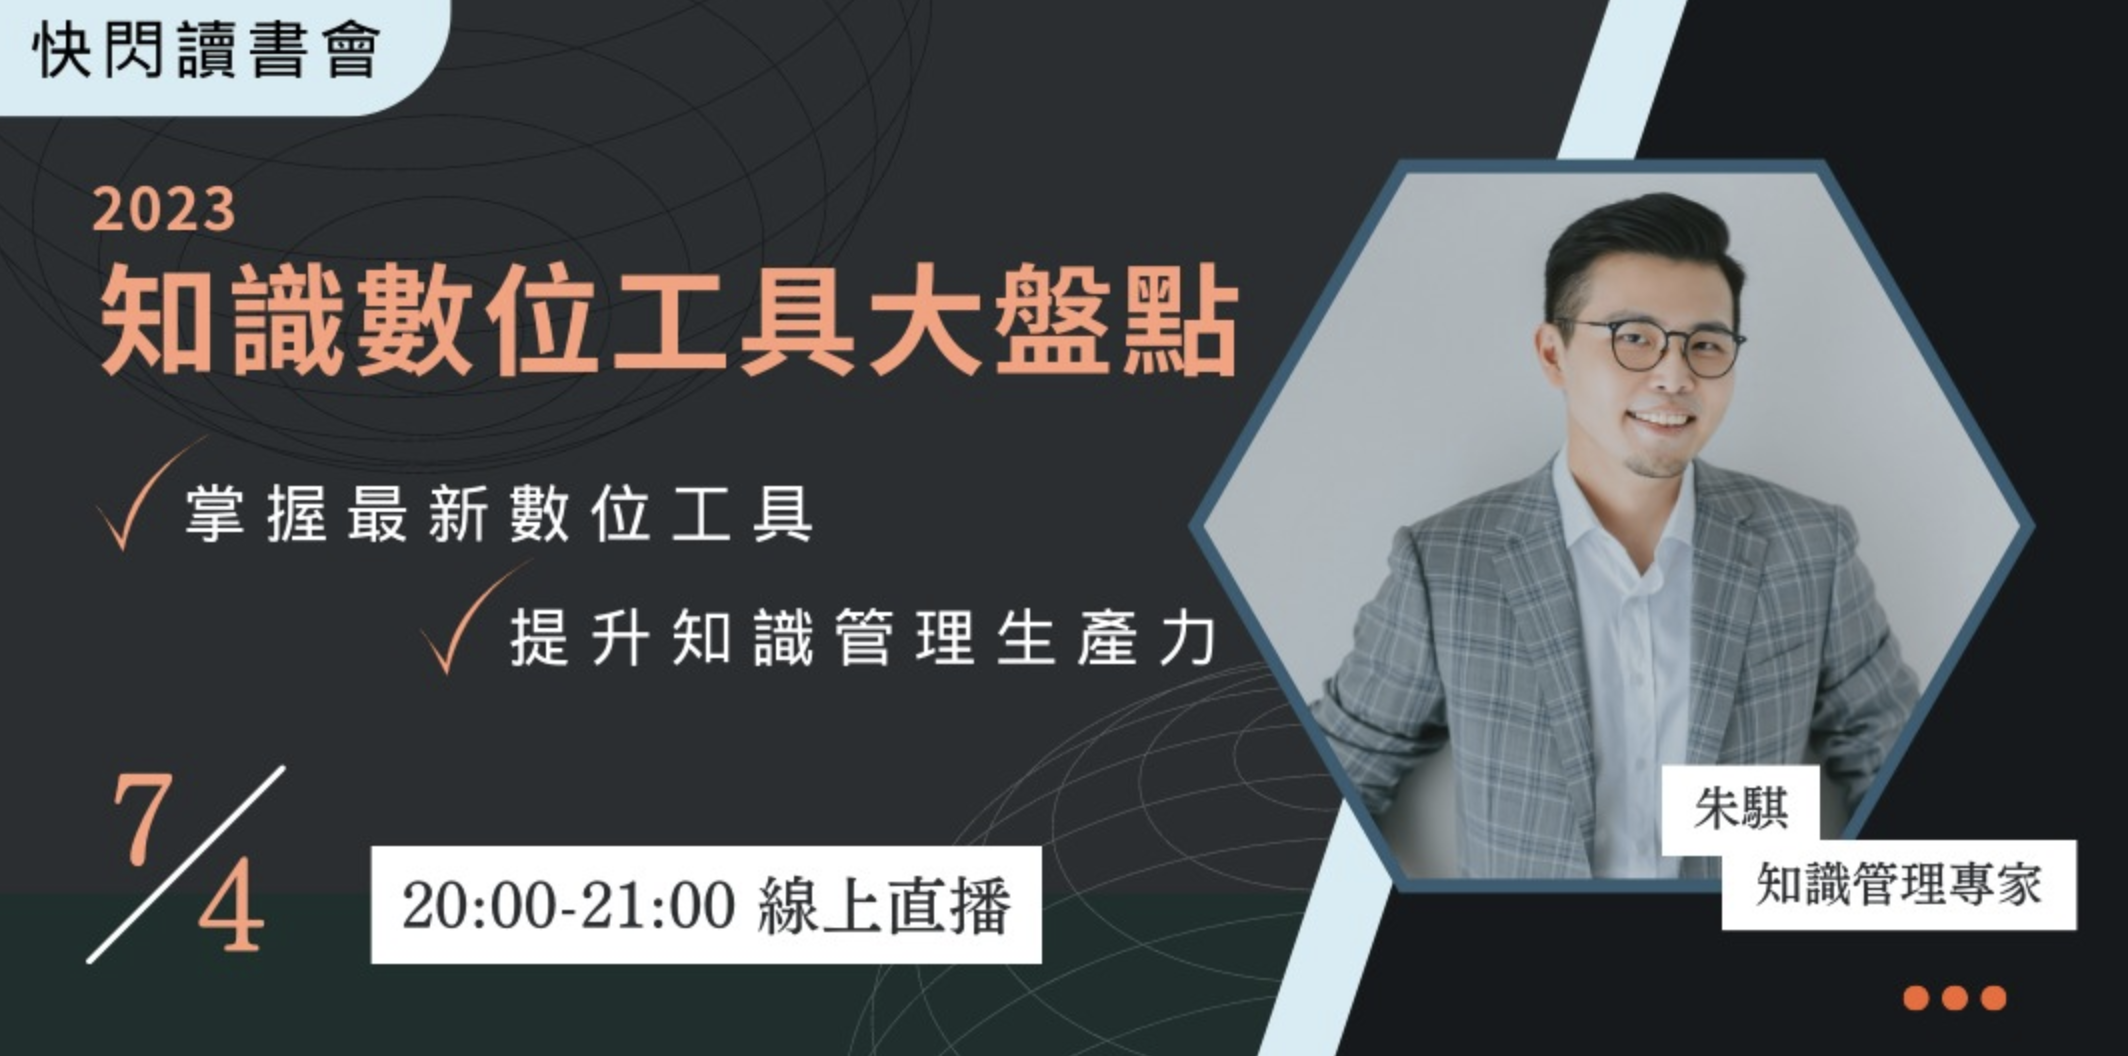 快閃讀書會
2023
知識數位工具大盤點
掌握最新數位工具
提升知識管理生產力
7/4
20:00-21:00 線上直播
朱騏
知識管理專家